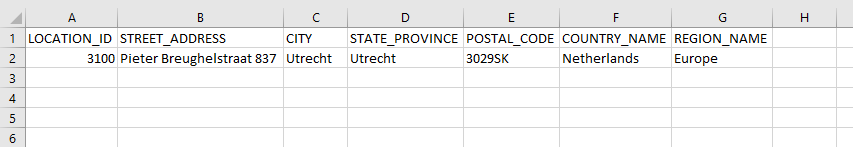 A B C D E F G H
1 LOCATION_ID STREET_ADDRESS CITY STATE_PROVINCE POSTAL_CODE COUNTRY_NAME REGION_NAME
2 3100 Pieter Breughelstraat 837 Utrecht Utrecht 3029SK Netherlands Europe
3
4
5
6